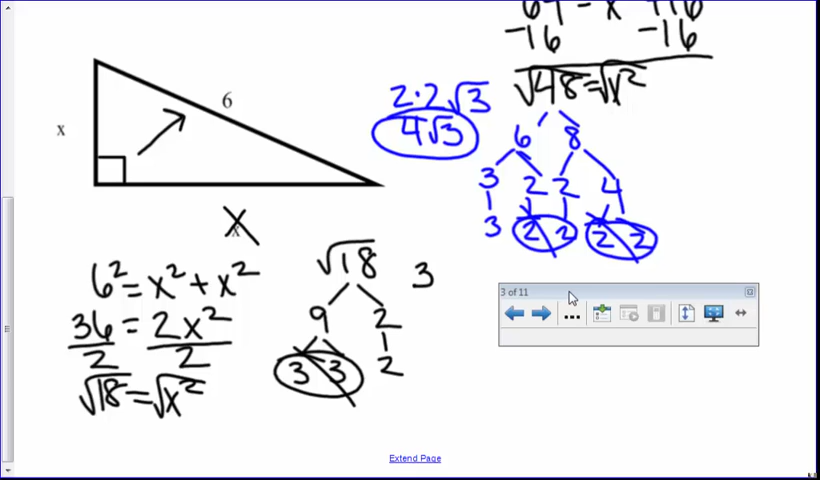 -16 -16
√48 = √x²
6
2·2√3
4√3
6 8
x
3 2 2 4
3 2 2 2 2
x
x
6² = x² + x²
√18 3
36 = 2x²
9 2
2 2
2
3 3
√18 = √x²
3 of 11
Extend Page